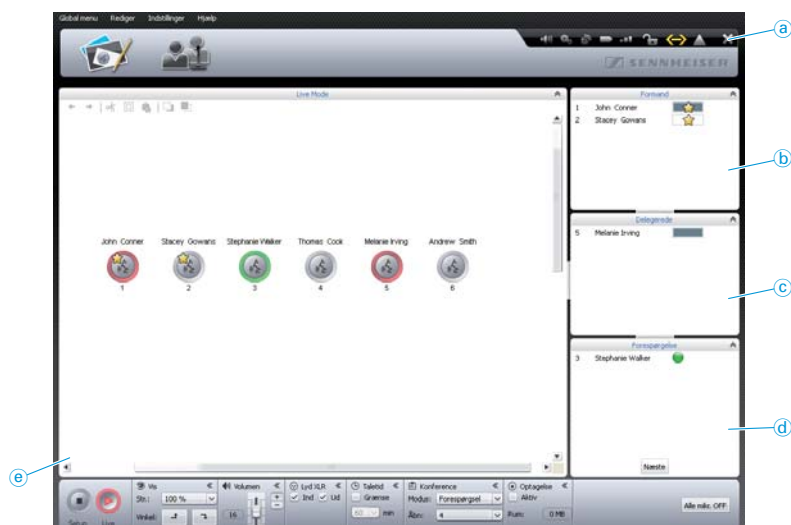 Global menu Rediger Indstillinger Hjælp
a
SENNHEISER
Live Mode
Formand
1 John Conner
2 Stacey Gowans
b
Delegerede
5 Melanie Irving
c
John Conner Stacey Gowans Stephanie Walker Thomas Cook Melanie Irving Andrew Smith
1 2 3 4 5 6
Forespørgelse
3 Stephanie Walker
d
Næste
e
Vis Volumen Lyd XLR Taletid Konference Optagelse
Str.: 100 % Ind Ud Grænse Modus: Forespørgsel Aktiv
Vinkel: 16 60 min Åbn: 4 Rum: 0 MB
Alle mikr. OFF
Setup Live